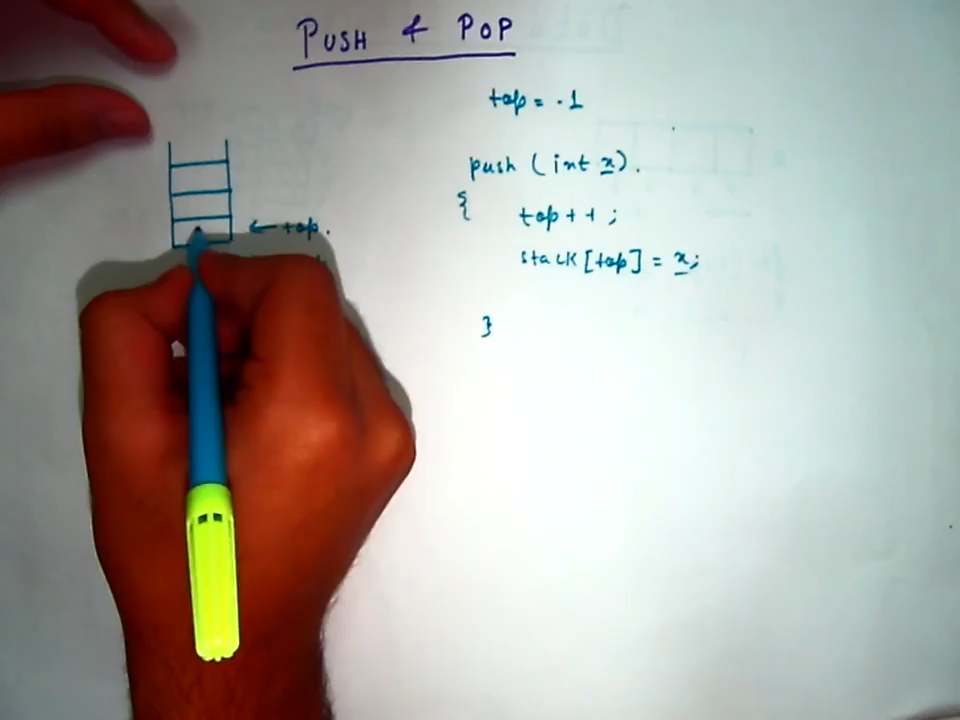 PUSH & POP
top = -1
push (int x).
{
top++;
← top.
stack[top] = x;
}